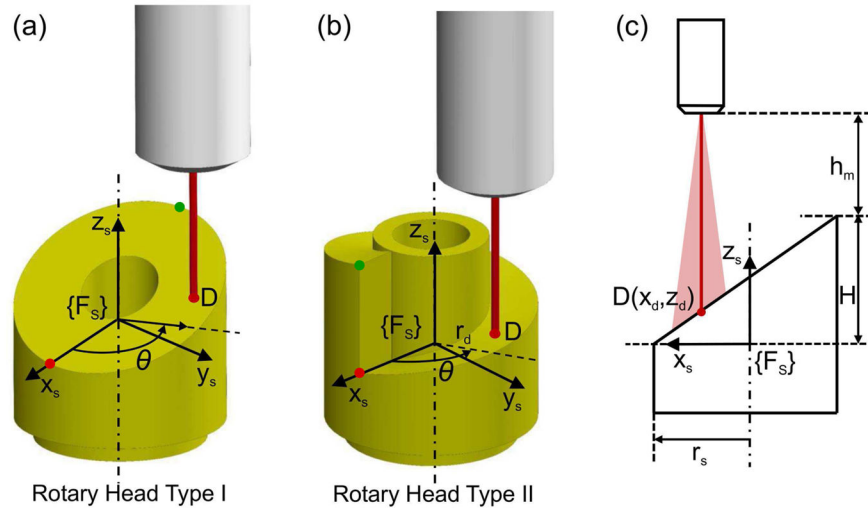 (a)
(b)
(c)
h_m
z_s
z_s
z_s
D
D
D(x_d,z_d)
H
{F_S}
{F_S}
r_d
θ
θ
x_s
y_s
x_s
y_s
x_s
{F_S}
r_s
Rotary Head Type I
Rotary Head Type II